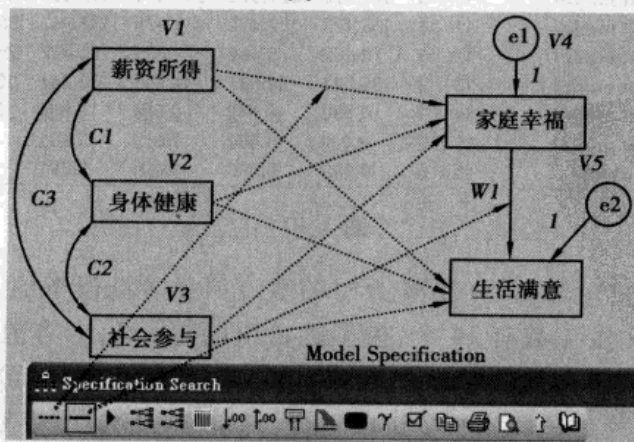 V1
e1
V4
薪资所得
1
家庭幸福
C1
V2
V5
C3
身体健康
W1
e2
1
C2
V3
生活满意
社会参与
Model Specification
Specification Search